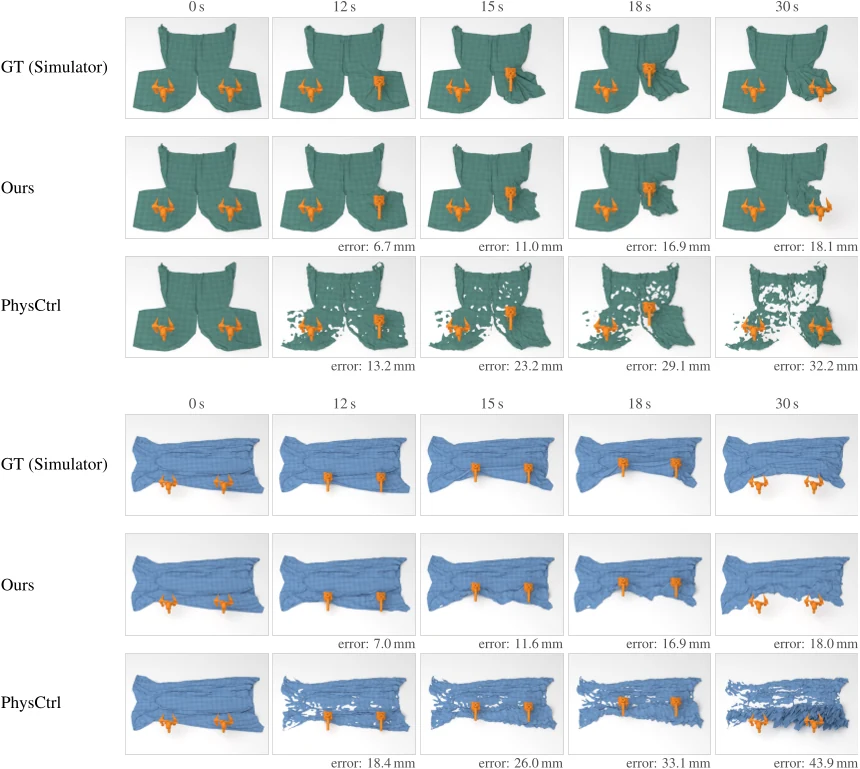 0 s 12 s 15 s 18 s 30 s
GT (Simulator)
Ours
error: 6.7 mm error: 11.0 mm error: 16.9 mm error: 18.1 mm
PhysCtrl
error: 13.2 mm error: 23.2 mm error: 29.1 mm error: 32.2 mm
0 s 12 s 15 s 18 s 30 s
GT (Simulator)
Ours
error: 7.0 mm error: 11.6 mm error: 16.9 mm error: 18.0 mm
PhysCtrl
error: 18.4 mm error: 26.0 mm error: 33.1 mm error: 43.9 mm